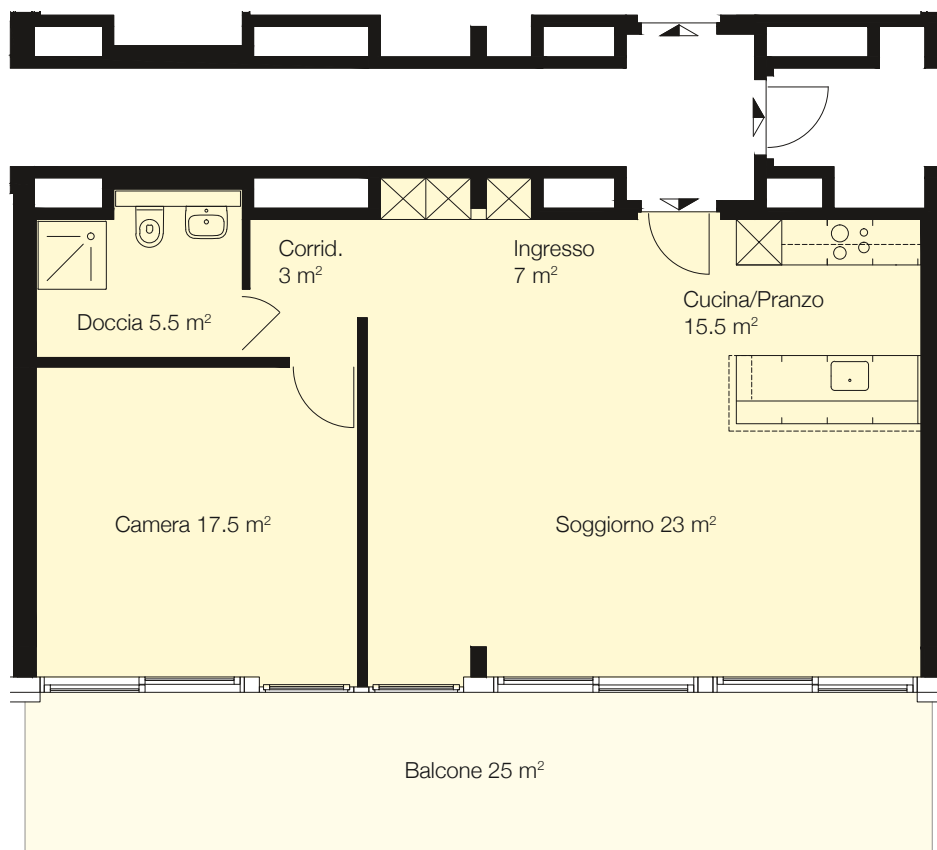 Corrid.
3 m²
Ingresso
7 m²
Cucina/Pranzo
15.5 m²
Doccia 5.5 m²
Camera 17.5 m²
Soggiorno 23 m²
Balcone 25 m²